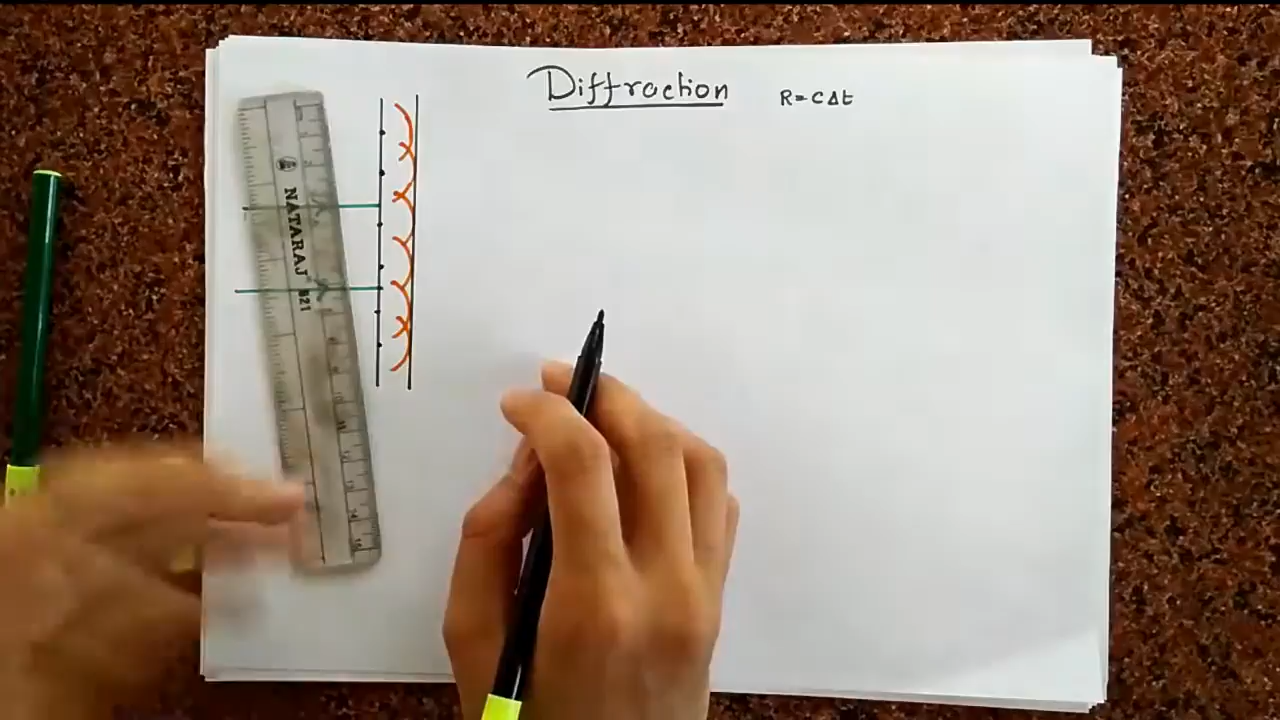 Diffraction
R = cΔt
NATARAJ 621